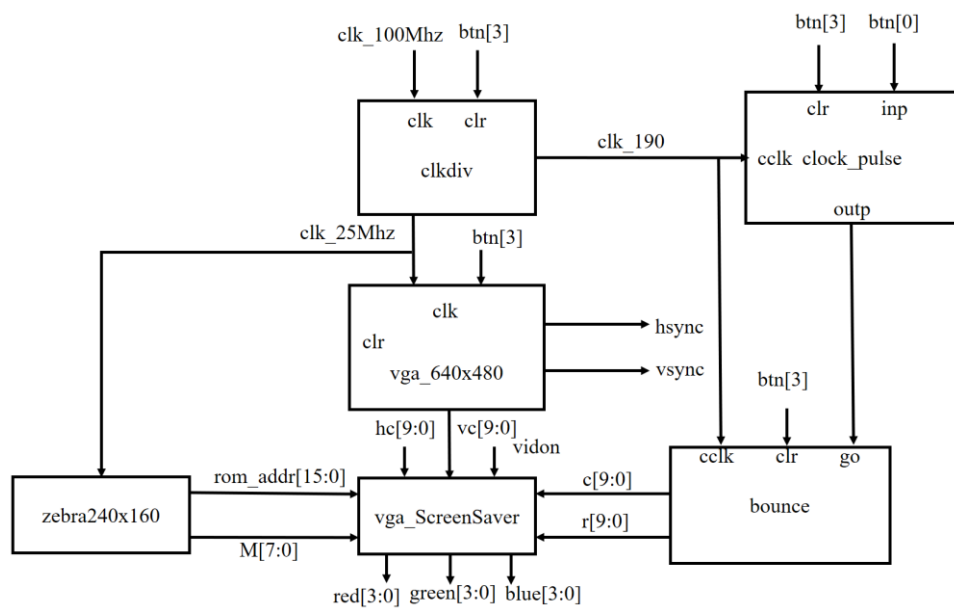 clk_100Mhz btn[3]
btn[3] btn[0]
clk clr
clkdiv
clk_190
clr inp
cclk clock_pulse
outp
clk_25Mhz
btn[3]
clk
clr
vga_640x480
hsync
vsync
btn[3]
hc[9:0] vc[9:0]
vidon
cclk clr go
bounce
rom_addr[15:0]
c[9:0]
zebra240x160
vga_ScreenSaver
r[9:0]
M[7:0]
red[3:0] green[3:0] blue[3:0]